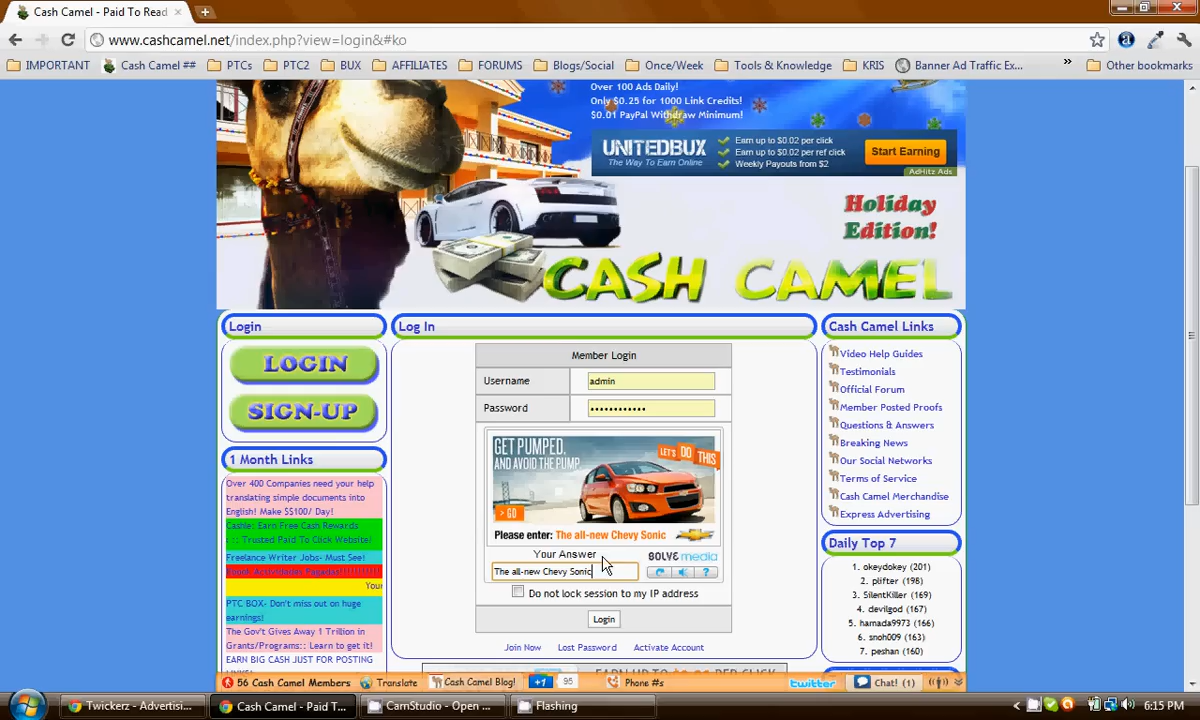 Cash Camel - Paid To Read
www.cashcamel.net/index.php?view=login&#ko
IMPORTANT
Cash Camel ##
PTCs
PTC2
BUX
AFFILIATES
FORUMS
Blogs/Social
Once/Week
Tools & Knowledge
KRIS
Banner Ad Traffic Ex...
»
Other bookmarks
Over 100 Ads Daily!
Only $0.25 for 1000 Link Credits!
$0.01 PayPal Withdraw Minimum!
UNITEDBUX
The Way To Earn Online
Earn up to $0.02 per click
Earn up to $0.02 per ref click
Weekly Payouts from $2
Start Earning
AdHitz Ads
Holiday
Edition!
CASH CAMEL
Login
LOGIN
SIGN-UP
1 Month Links
Over 400 Companies need your help
translating simple documents into
English! Make $$100/ Day!
Cashle: Earn Free Cash Rewards
::: Trusted Paid To Click Website!
Freelance Writer Jobs- Must See!
You
PTC BOX- Don't miss out on huge
earnings!
The Gov't Gives Away 1 Trillion in
Grants/Programs:: Learn to get it!
EARN BIG CASH JUST FOR POSTING
Log In
Member Login
Username
admin
Password
GET PUMPED.
AND AVOID THE PUMP.
LET'S DO THIS
> GO
Please enter: The all-new Chevy Sonic
Your Answer
SOLVE media
The all-new Chevy Sonic
?
Do not lock session to my IP address
Login
Join Now
Lost Password
Activate Account
Cash Camel Links
Video Help Guides
Testimonials
Official Forum
Member Posted Proofs
Questions & Answers
Breaking News
Our Social Networks
Terms of Service
Cash Camel Merchandise
Express Advertising
Daily Top 7
1. okeydokey (201)
2. plifter (198)
3. SilentKiller (169)
4. devilgod (167)
5. hamada9973 (166)
6. snoh009 (163)
7. peshan (160)
56 Cash Camel Members
Translate
Cash Camel Blog!
+1
95
Phone #s
twitter
Chat! (1)
Twickerz - Advertisi...
Cash Camel - Paid T...
CamStudio - Open ...
Flashing
6:15 PM